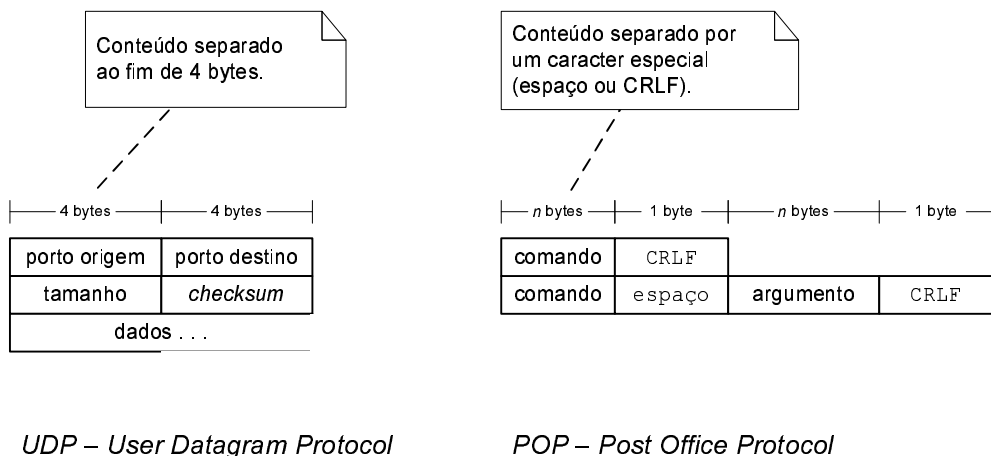 Conteúdo separado
ao fim de 4 bytes.
Conteúdo separado por
um caracter especial
(espaço ou CRLF).
4 bytes 4 bytes
n bytes 1 byte n bytes 1 byte
porto origem porto destino
tamanho checksum
dados . . .
comando CRLF
comando espaço argumento CRLF
UDP – User Datagram Protocol
POP – Post Office Protocol